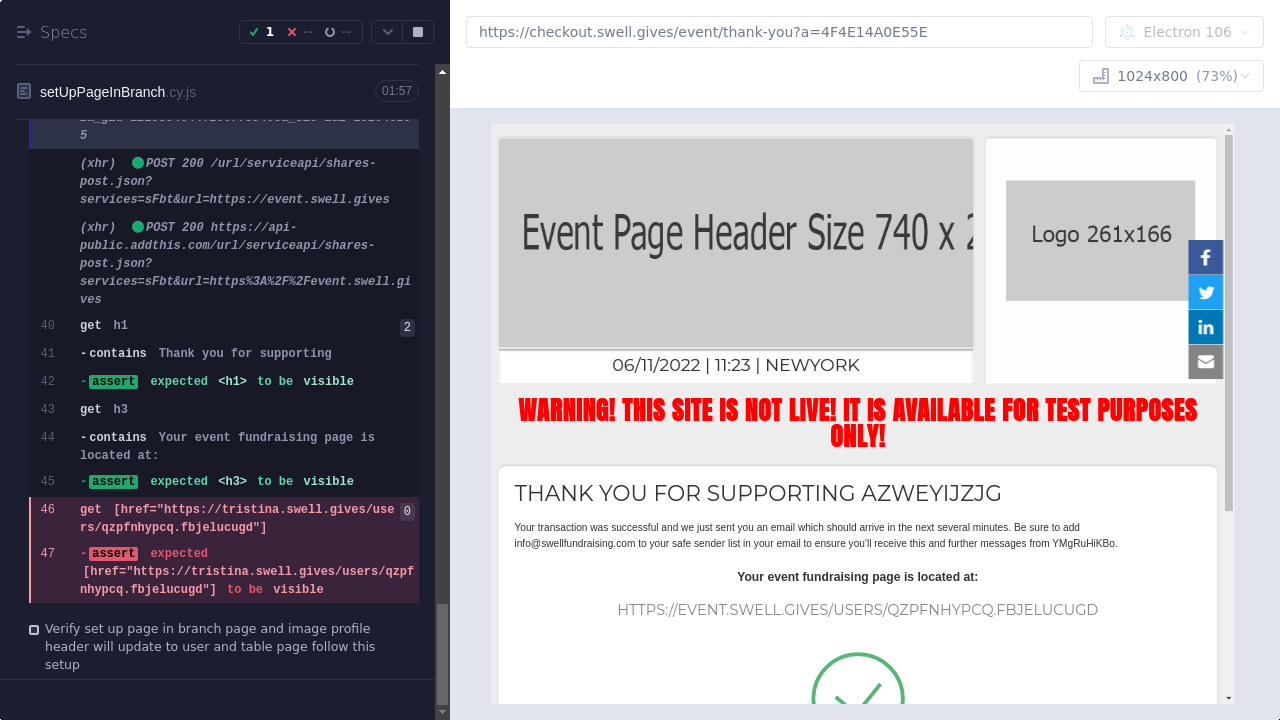 Specs
1
--
--
https://checkout.swell.gives/event/thank-you?a=4F4E14A0E55E
Electron 106
1024x800 (73%)
setUpPageInBranch.cy.js
01:57
5
(xhr) POST 200 /url/serviceapi/shares-
post.json?
services=sFbt&url=https://event.swell.gives
(xhr) POST 200 https://api-
public.addthis.com/url/serviceapi/shares-
post.json?
services=sFbt&url=https%3A%2F%2Fevent.swell.gi
ves
40 get h1 2
41 -contains Thank you for supporting
42 -assert expected <h1> to be visible
43 get h3
44 -contains Your event fundraising page is
located at:
45 -assert expected <h3> to be visible
46 get [href="https://tristina.swell.gives/use
rs/qzpfnhypcq.fbjelucugd"] 0
47 -assert expected
[href="https://tristina.swell.gives/users/qzpf
nhypcq.fbjelucugd"] to be visible
Verify set up page in branch page and image profile
header will update to user and table page follow this
setup
Event Page Header Size 740 x
Logo 261x166
06/11/2022 | 11:23 | NEWYORK
WARNING! THIS SITE IS NOT LIVE! IT IS AVAILABLE FOR TEST PURPOSES
ONLY!
THANK YOU FOR SUPPORTING AZWEYIJZJG
Your transaction was successful and we just sent you an email which should arrive in the next several minutes. Be sure to add
info@swellfundraising.com to your safe sender list in your email to ensure you'll receive this and further messages from YMgRuHiKBo.
Your event fundraising page is located at:
HTTPS://EVENT.SWELL.GIVES/USERS/QZPFNHYPCQ.FBJELUCUGD